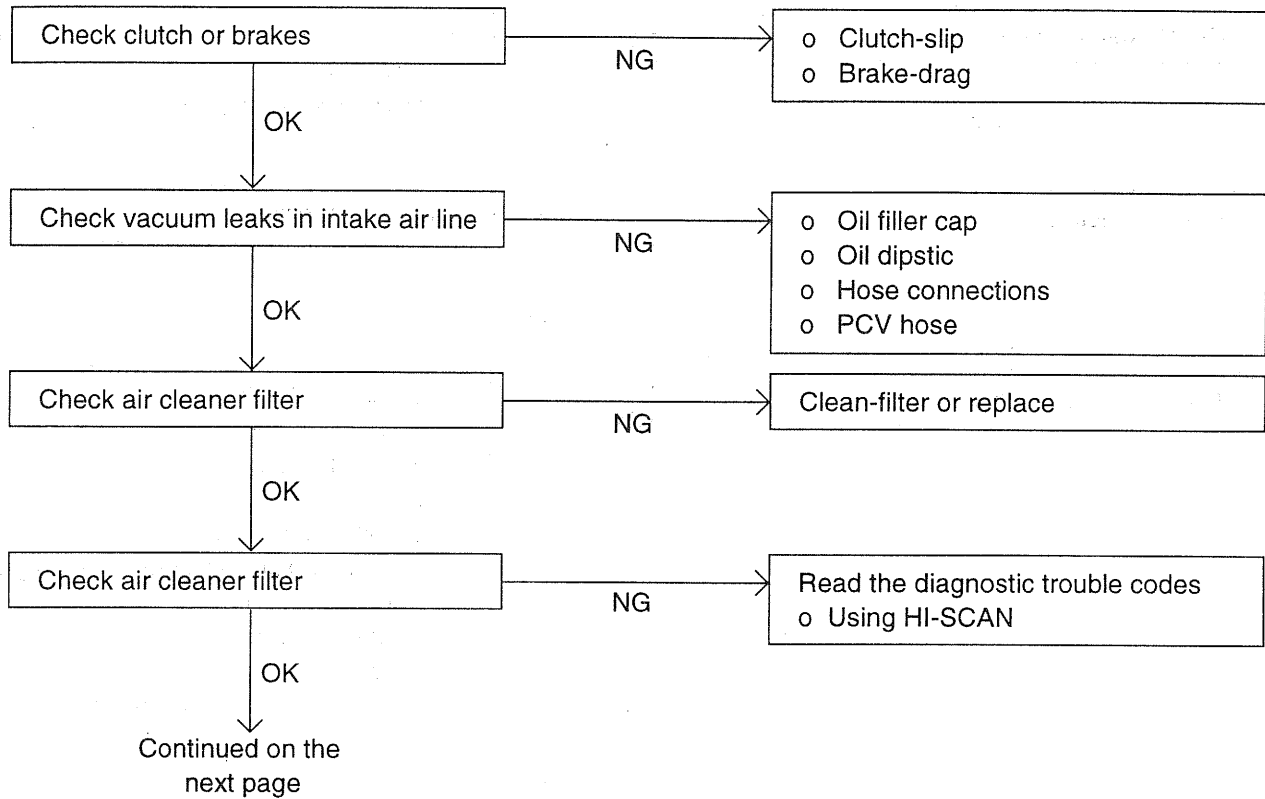 Check clutch or brakes
NG
o Clutch-slip
o Brake-drag
OK
Check vacuum leaks in intake air line
NG
o Oil filler cap
o Oil dipstic
o Hose connections
o PCV hose
OK
Check air cleaner filter
NG
Clean-filter or replace
OK
Check air cleaner filter
NG
Read the diagnostic trouble codes
o Using HI-SCAN
OK
Continued on the
next page